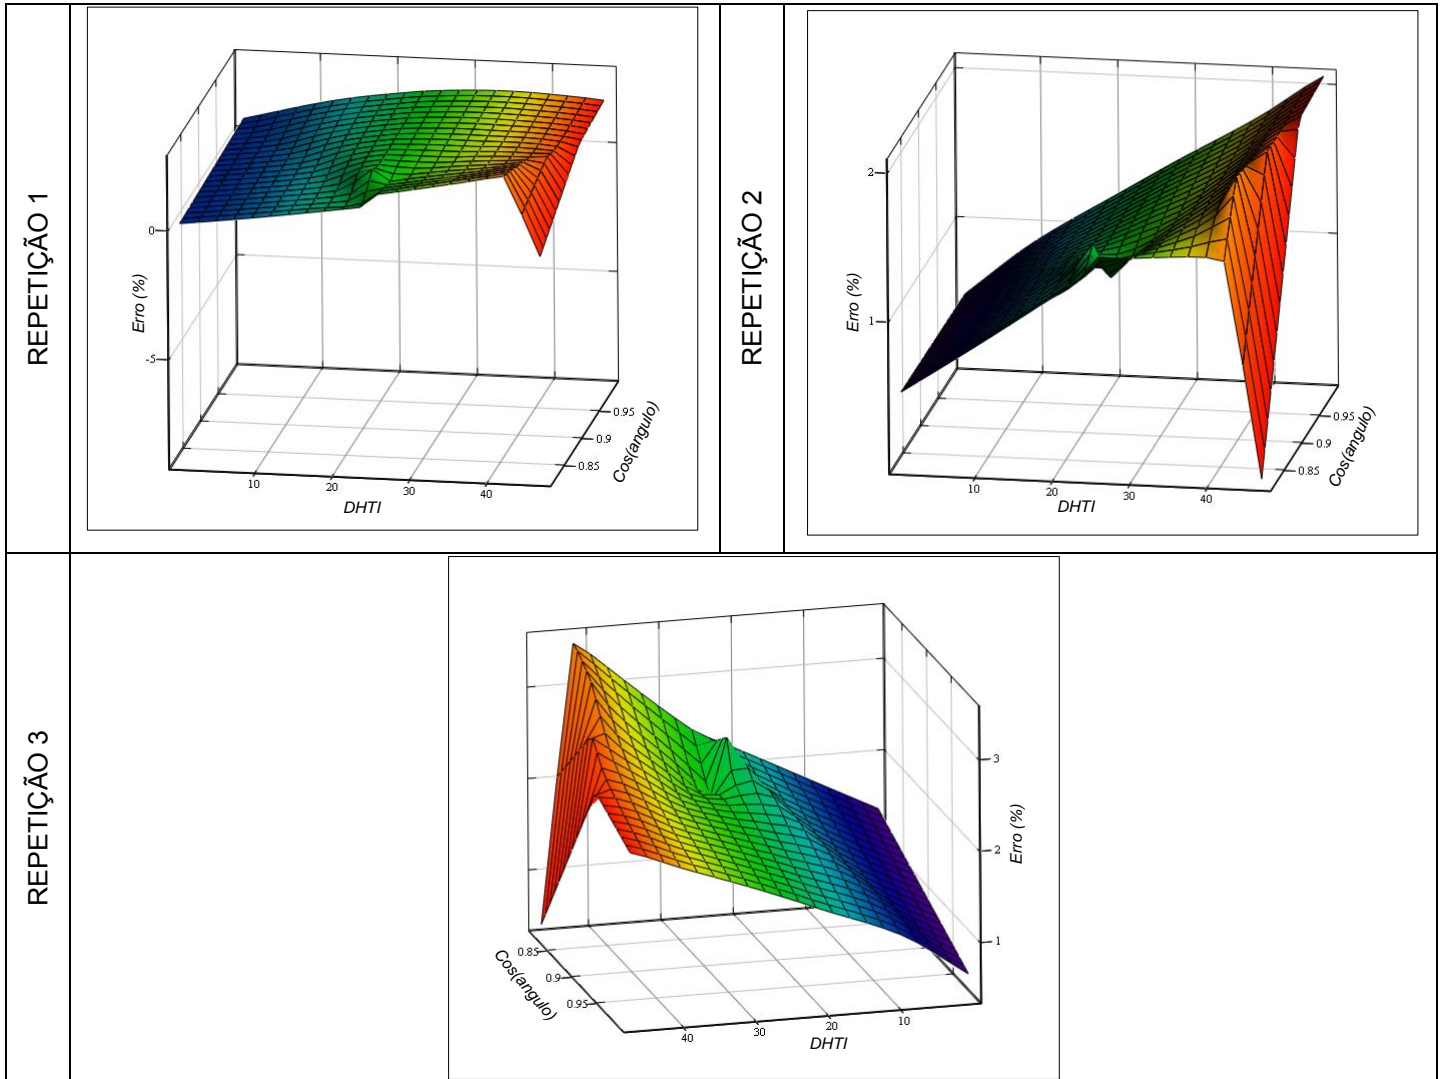 REPETIÇÃO 1
0
-5
Erro (%)
10
20
30
40
DHTI
0.95
0.9
0.85
Cos(angulo)
REPETIÇÃO 2
2
1
Erro (%)
10
20
30
40
DHTI
0.95
0.9
0.85
Cos(angulo)
REPETIÇÃO 3
3
2
1
Erro (%)
0.85
0.9
0.95
Cos(angulo)
40
30
20
10
DHTI